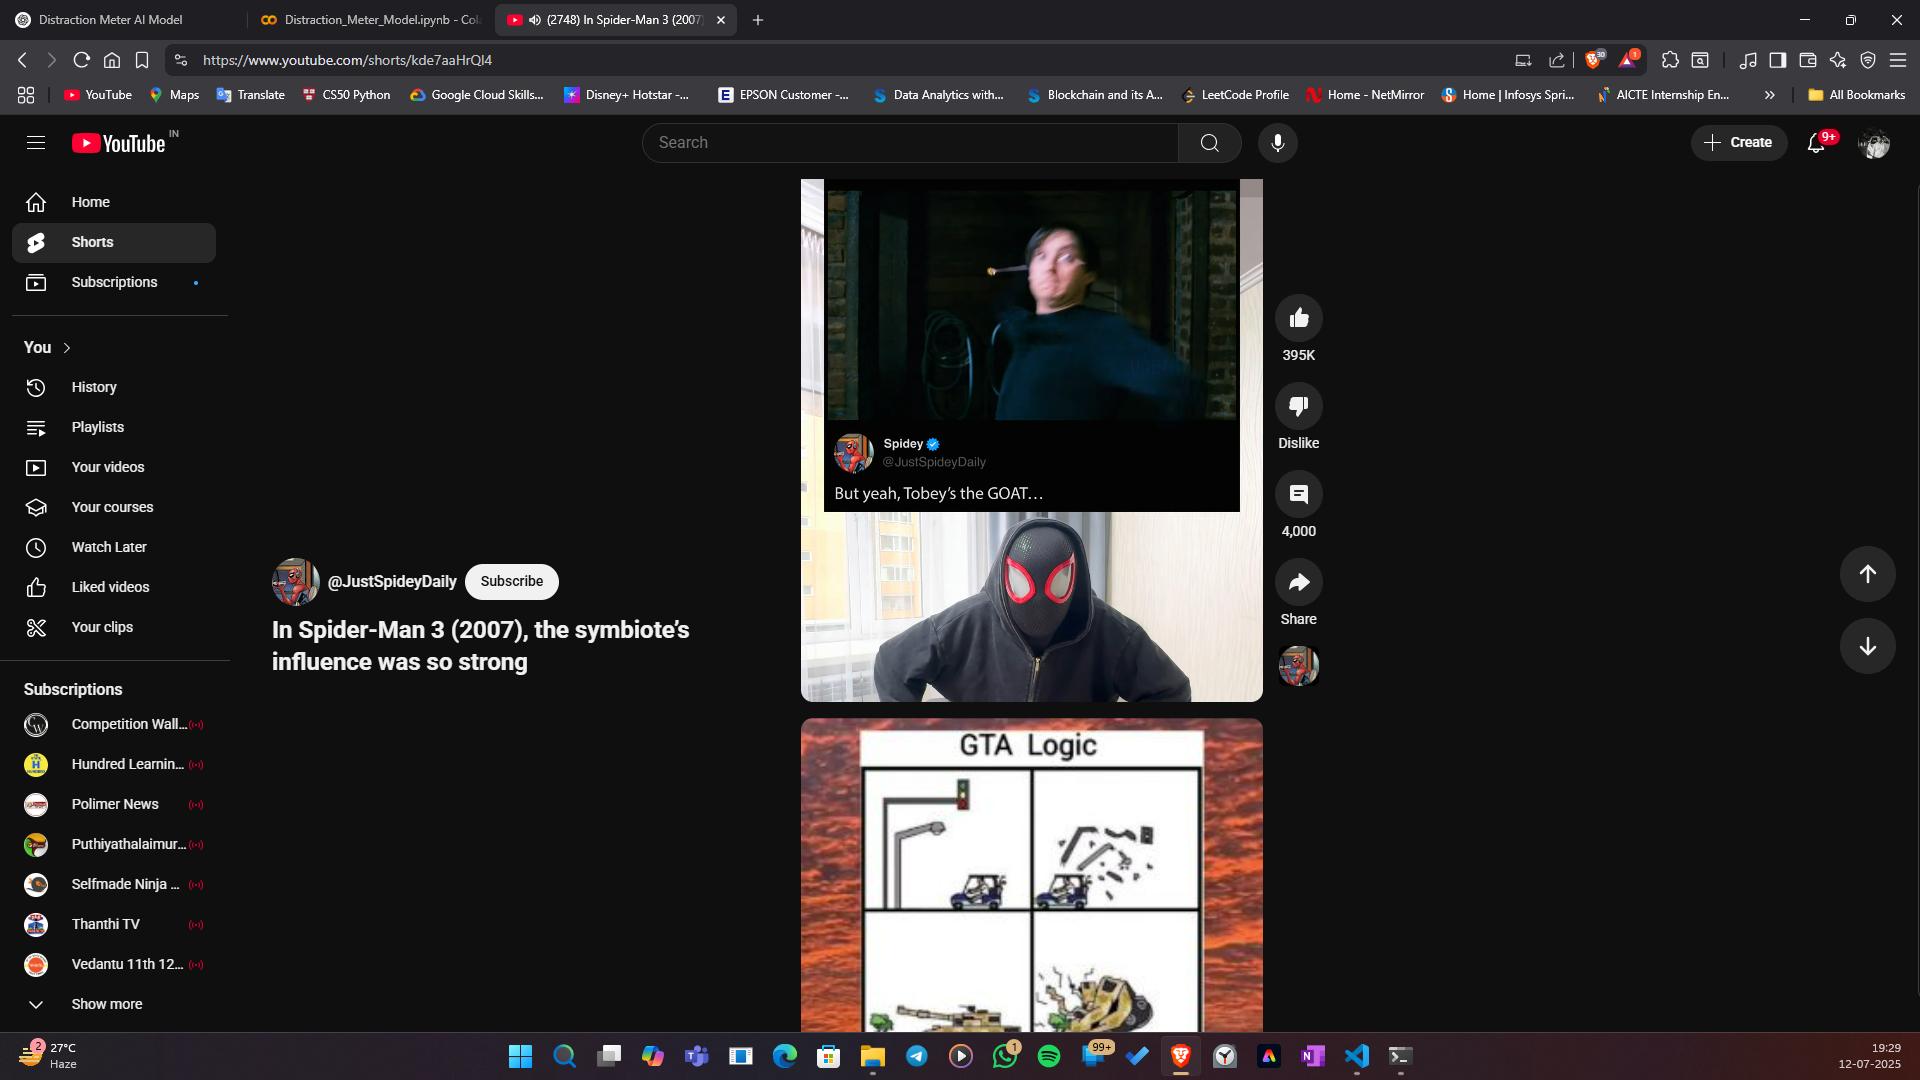 Distraction Meter AI Model
Distraction_Meter_Model.ipynb - Col
(2748) In Spider-Man 3 (2007)
https://www.youtube.com/shorts/kde7aaHrQl4
30
1
YouTube
Maps
Translate
CS50 Python
Google Cloud Skills...
Disney+ Hotstar -...
EPSON Customer -...
Data Analytics with...
Blockchain and its A...
LeetCode Profile
Home - NetMirror
Home | Infosys Spri...
AICTE Internship En...
All Bookmarks
YouTube IN
Search
Create
9+
Home
Shorts
Subscriptions
You
History
Playlists
Your videos
Your courses
Watch Later
Liked videos
Your clips
Subscriptions
Competition Wall...
Hundred Learnin...
Polimer News
Puthiyathalaimur...
Selfmade Ninja ...
Thanthi TV
Vedantu 11th 12...
Show more
@JustSpideyDaily
Subscribe
In Spider-Man 3 (2007), the symbiote’s
influence was so strong
Spidey
@JustSpideyDaily
But yeah, Tobey’s the GOAT…
395K
Dislike
4,000
Share
GTA Logic
2
27°C
Haze
1
99+
19:29
12-07-2025